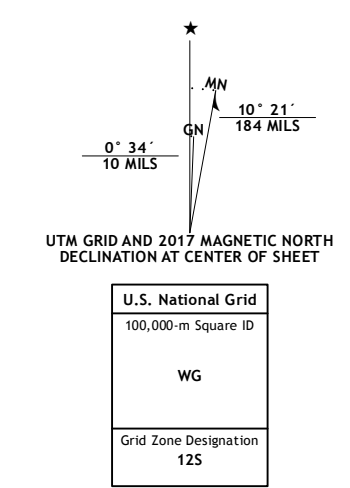 MN
10° 21´
184 MILS
GN
0° 34´
10 MILS
UTM GRID AND 2017 MAGNETIC NORTH
DECLINATION AT CENTER OF SHEET
U.S. National Grid
100,000-m Square ID
WG
Grid Zone Designation
12S